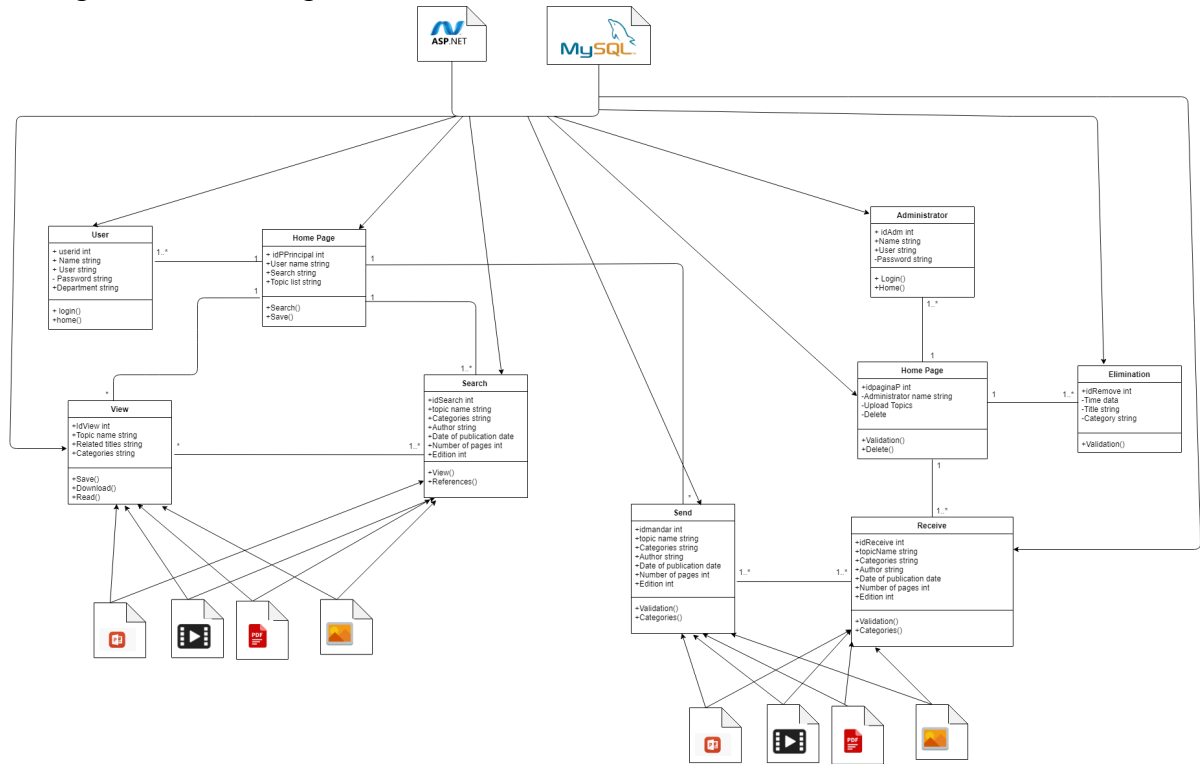 ASP.NET
MySQL
User
+ userid int
+ Name string
+ User string
- Password string
+Department string
+ login()
+home()
1..*
1
Home Page
+ idPPrincipal int
+User name string
+Search string
+Topic list string
+Search()
+Save()
1
1
1
Administrator
+ idAdm int
+Name string
+User string
-Password string
+ Login()
+Home()
1..*
1
Home Page
+idpaginaP int
-Administrator name string
-Upload Topics
-Delete
+Validation()
+Delete()
1
1..*
1
Elimination
+idRemove int
-Time data
-Title string
-Category string
+Validation()
1..*
Search
+idSearch int
+topic name string
+Categories string
+Author string
+Date of publication date
+Number of pages int
+Edition int
+View()
+References()
*
View
+idView int
+Topic name string
+Related titles string
+Categories string
+Save()
+Download()
+Read()
*
1..*
*
Send
+idmandar int
+topic name string
+Categories string
+Author string
+Date of publication date
+Number of pages int
+Edition int
+Validation()
+Categories()
1..*
1..*
1..*
Receive
+idReceive int
+topicName string
+Categories string
+Author string
+Date of publication date
+Number of pages int
+Edition int
+Validation()
+Categories()
PDF
PDF